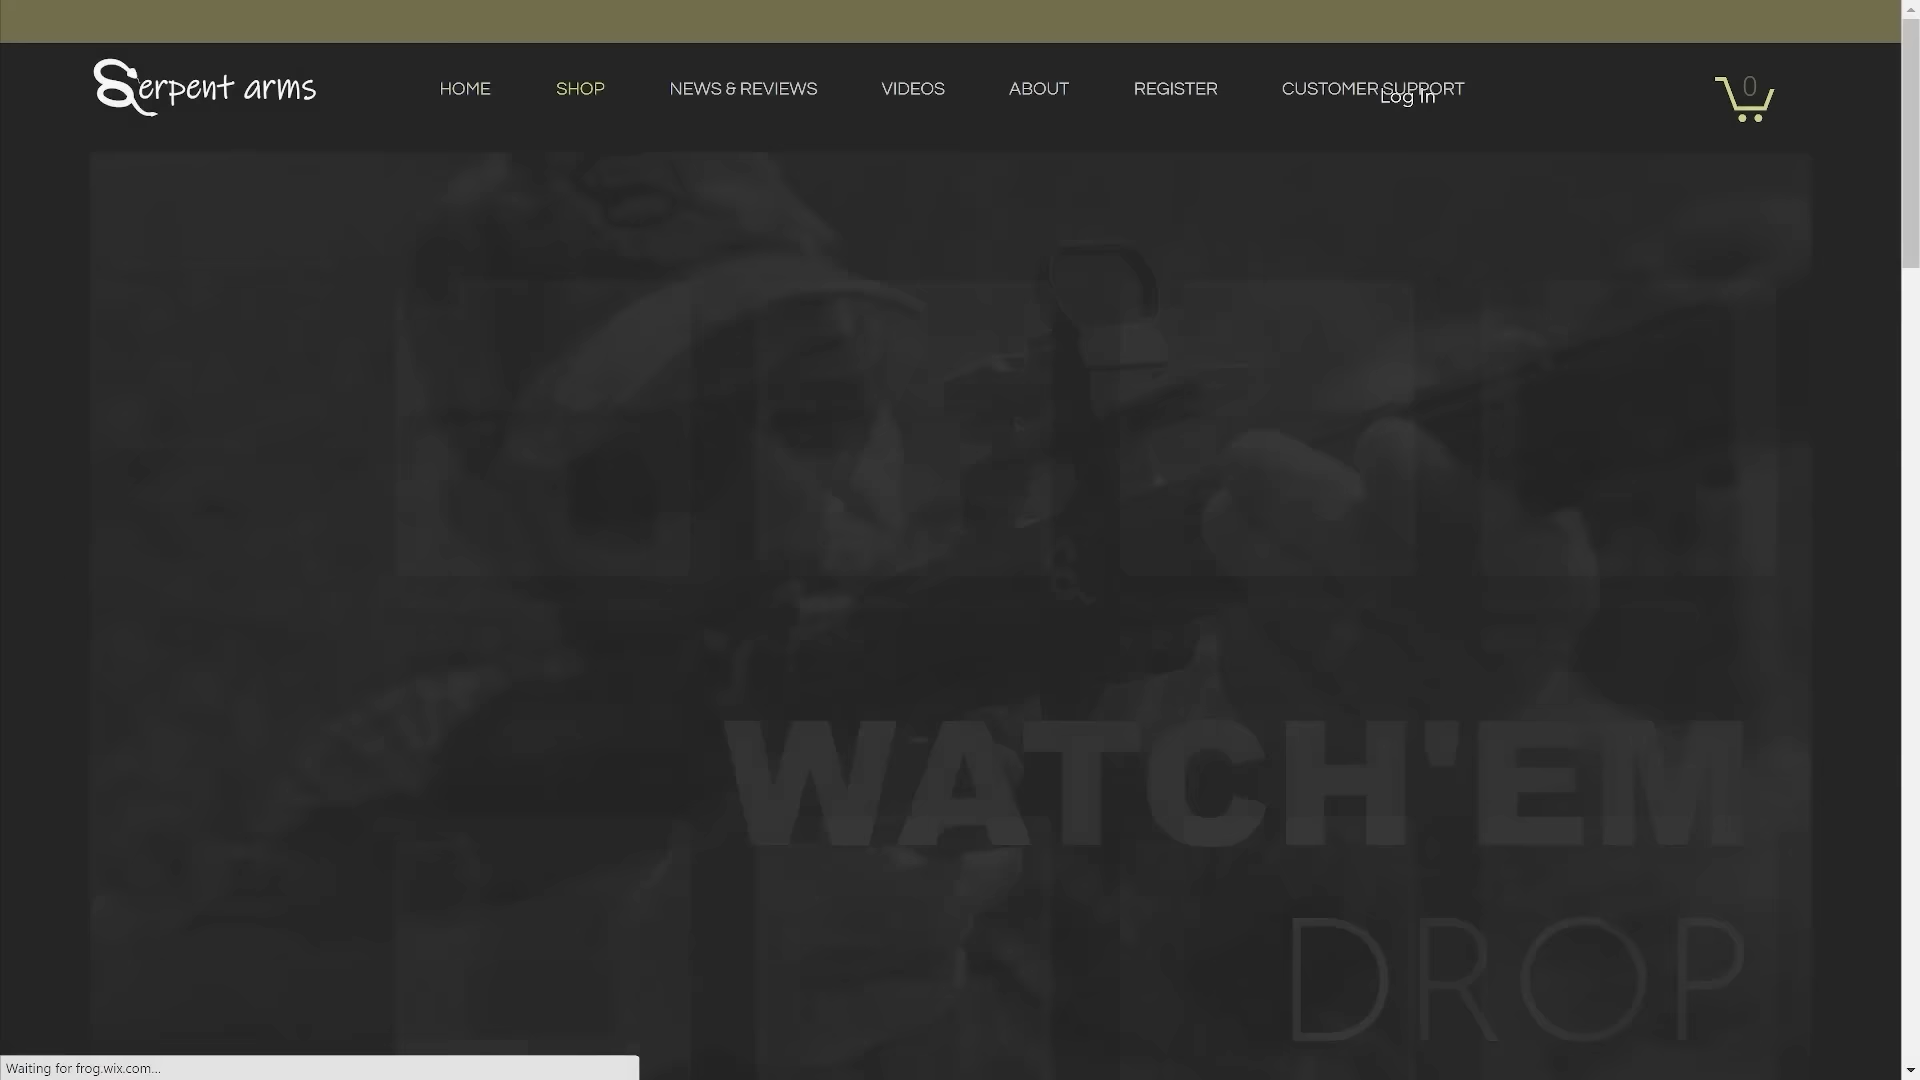 Serpent arms
HOME SHOP NEWS & REVIEWS VIDEOS ABOUT REGISTER CUSTOMER SUPPORT
Log In
0
WATCH'EM
DROP
Waiting for frog.wix.com...